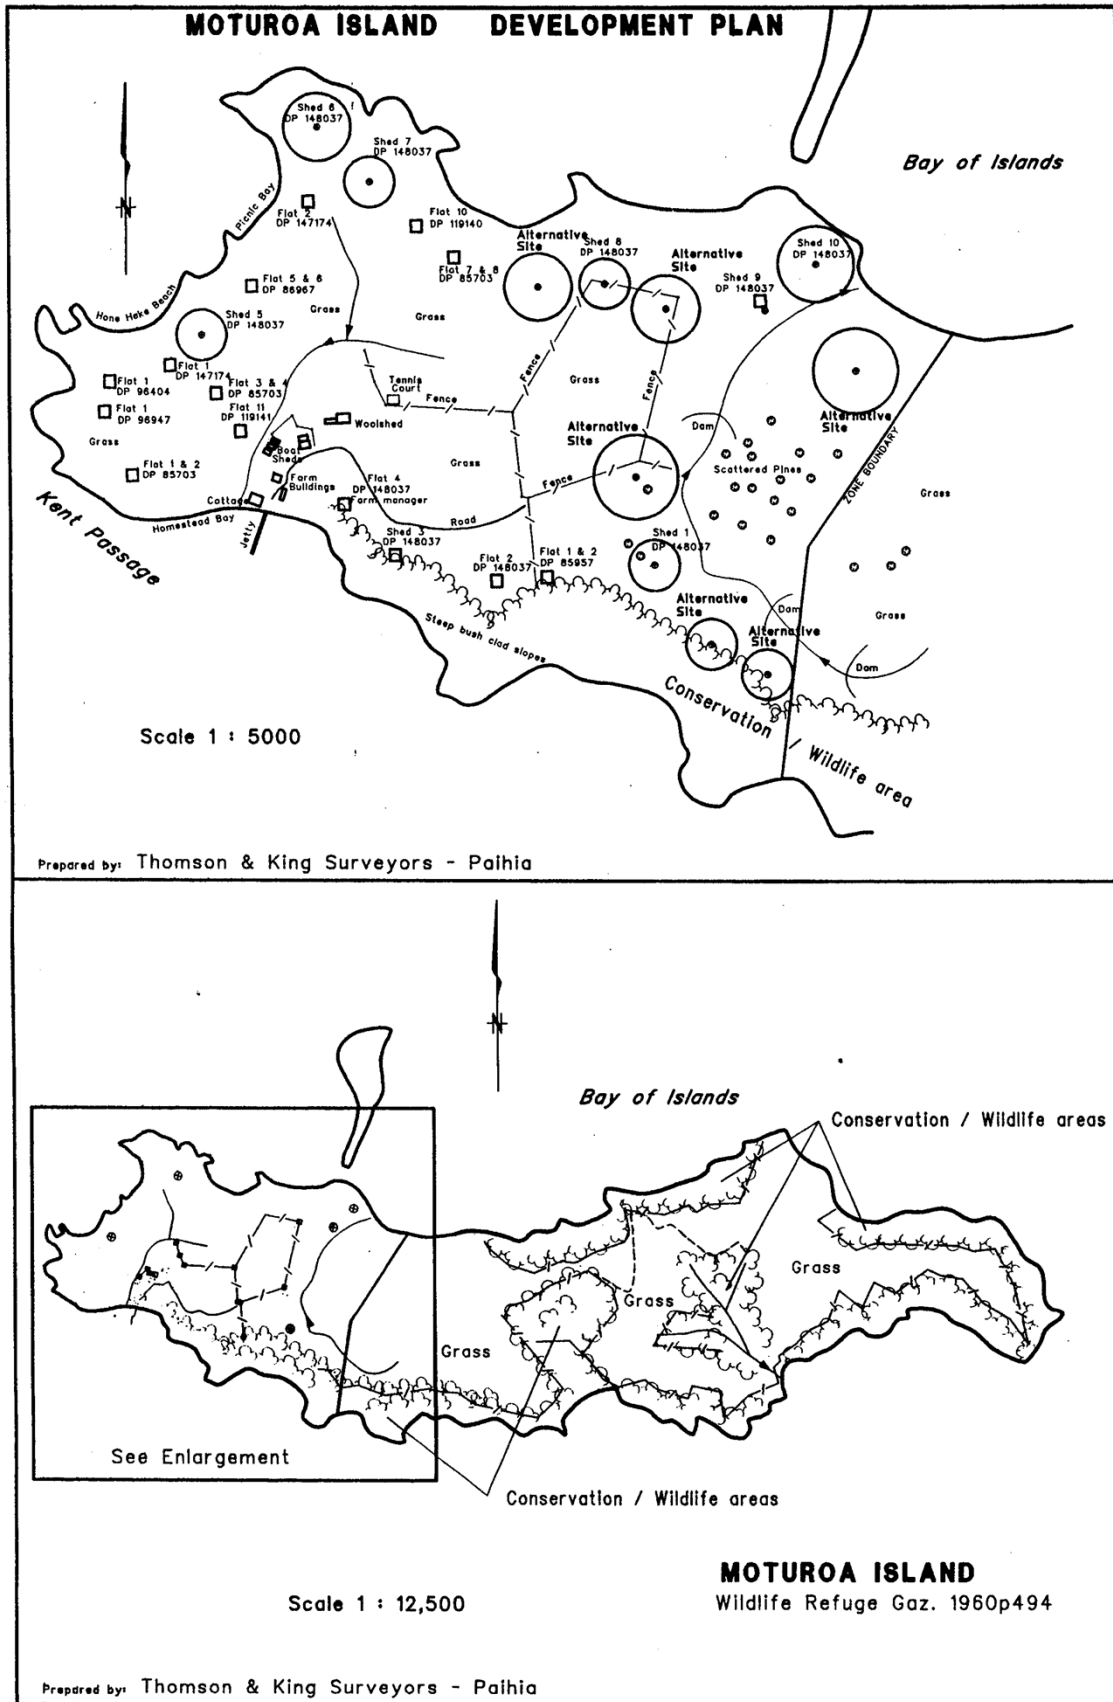 MOTUROA ISLAND DEVELOPMENT PLAN
Bay of Islands
Shed 6
DP 148037
Shed 7
DP 148037
Picnic Bay
Flat 2
DP 147174
Flat 10
DP 119140
Alternative
Site
Shed 8
DP 148037
Alternative
Site
Shed 10
DP 148037
Flat 7 & 8
DP 85703
Shed 9
DP 148037
Flat 5 & 6
DP 86967
Hone Heke Beach
Shed 5
DP 148037
Grass
Grass
Fence
Grass
Fence
Flat 1
DP 147174
Flat 1
DP 96404
Flat 3 & 4
DP 85703
Tennis
Court
Fence
Flat 1
DP 96947
Flat 11
DP 119141
Woolshed
Alternative
Site
Dam
Alternative
Site
ZONE BOUNDARY
Grass
Boat
Sheds
Grass
Scattered Pines
Flat 1 & 2
DP 85703
Farm
Buildings
Flat 4
DP 148037
Farm manager
Fence
Grass
Kent Passage
Cottage
Homestead Bay
Jetty
Road
Shed 3
DP 148037
Flat 2
DP 148037
Flat 1 & 2
DP 85957
Shed 1
DP 148037
Steep bush clad slopes
Alternative
Site
Dam
Alternative
Site
Grass
Dam
Conservation / Wildlife area
Scale 1 : 5000
Prepared by: Thomson & King Surveyors - Paihia
N
Bay of Islands
Conservation / Wildlife areas
Grass
Grass
Grass
See Enlargement
Conservation / Wildlife areas
MOTUROA ISLAND
Scale 1 : 12,500
Wildlife Refuge Gaz. 1960p494
Prepared by: Thomson & King Surveyors - Paihia